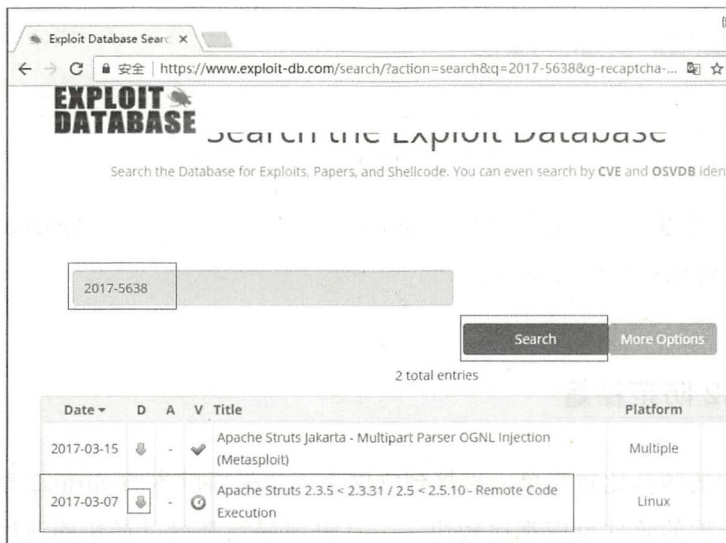 Exploit Database Searc ×
安全 | https://www.exploit-db.com/search/?action=search&q=2017-5638&g-recaptcha-...
EXPLOIT
DATABASE
Search the Exploit Database
Search the Database for Exploits, Papers, and Shellcode. You can even search by CVE and OSVDB iden
2017-5638
Search More Options
2 total entries
Date D A V Title Platform
2017-03-15 - Apache Struts Jakarta - Multipart Parser OGNL Injection
(Metasploit) Multiple
2017-03-07 - Apache Struts 2.3.5 < 2.3.31 / 2.5 < 2.5.10 - Remote Code
Execution Linux